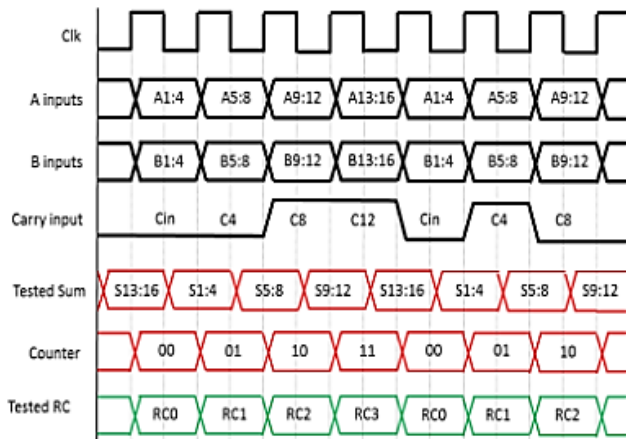 Clk
A inputs A1:4 A5:8 A9:12 A13:16 A1:4 A5:8 A9:12
B inputs B1:4 B5:8 B9:12 B13:16 B1:4 B5:8 B9:12
Carry input Cin C4 C8 C12 Cin C4 C8
Tested Sum S13:16 S1:4 S5:8 S9:12 S13:16 S1:4 S5:8 S9:12
Counter 00 01 10 11 00 01 10
Tested RC RC0 RC1 RC2 RC3 RC0 RC1 RC2